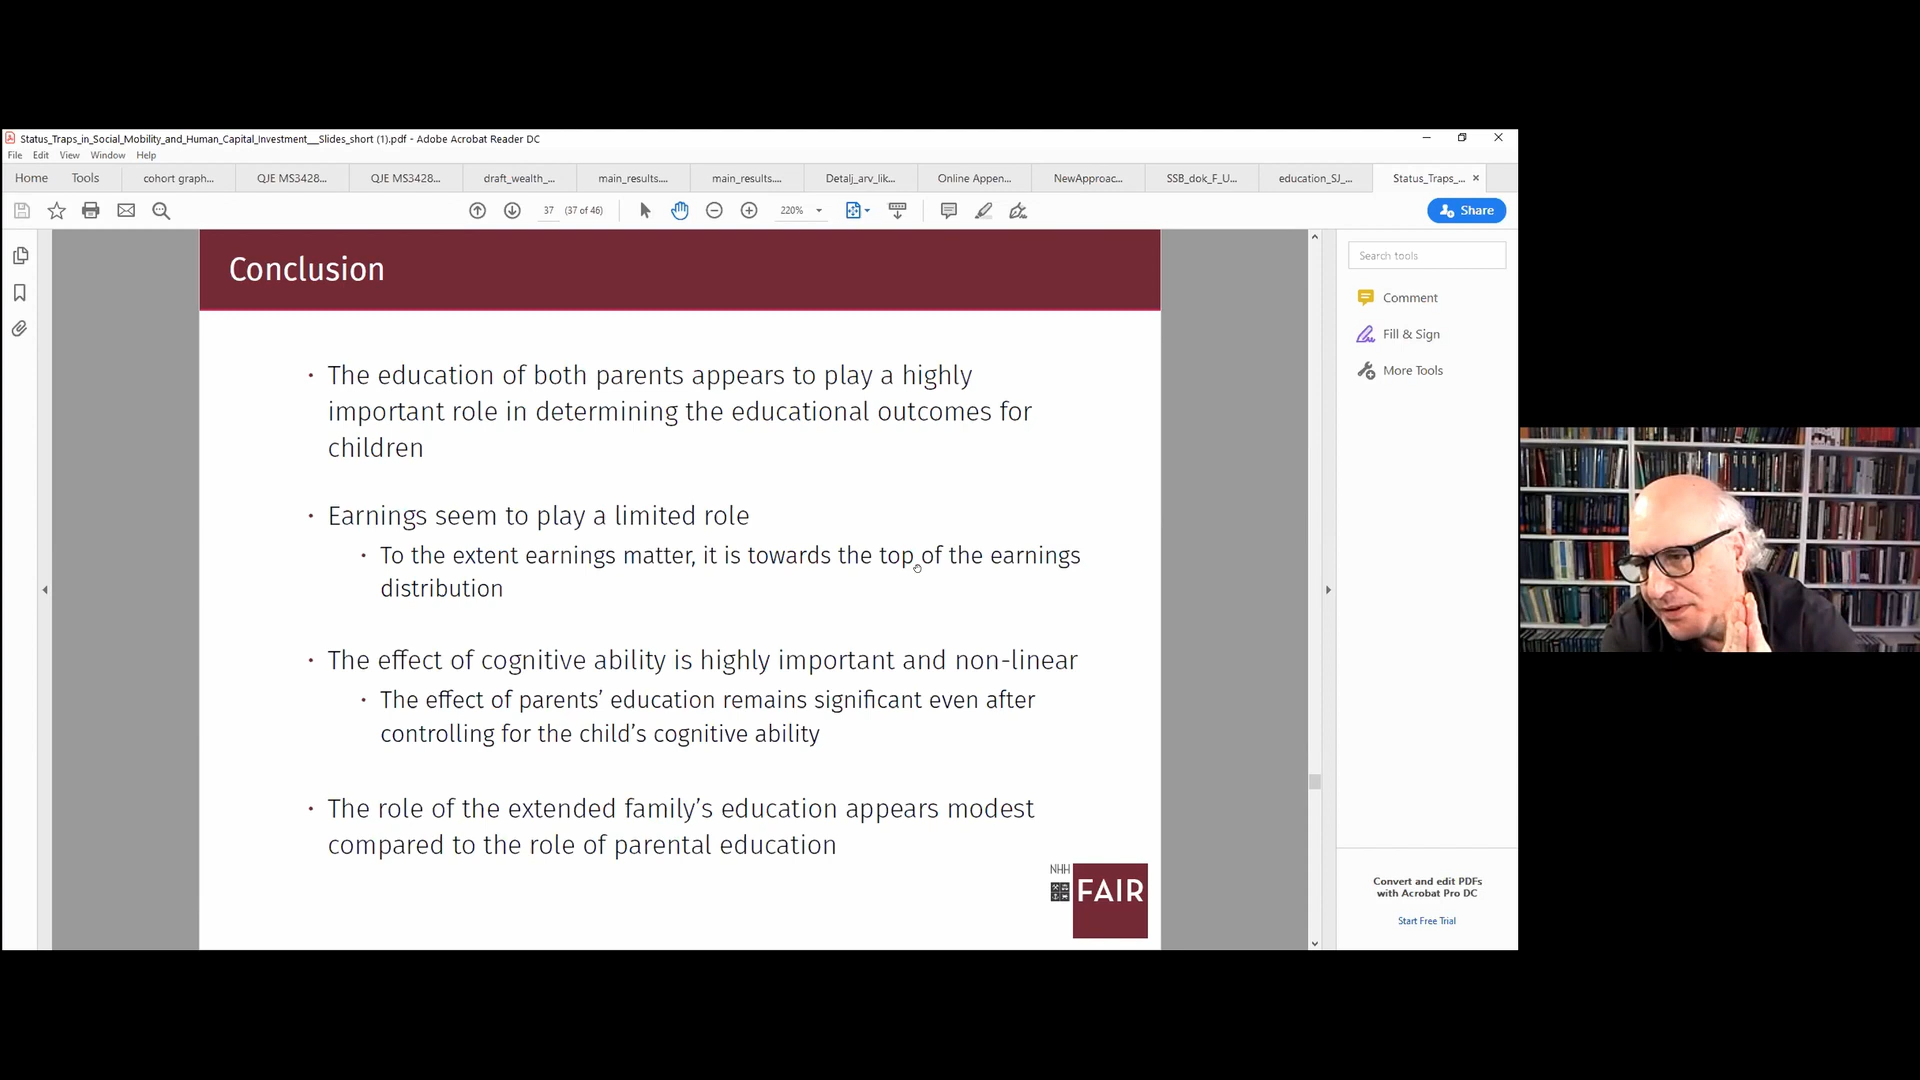 Status_Traps_in_Social_Mobility_and_Human_Capital_Investment__Slides_short (1).pdf - Adobe Acrobat Reader DC
File Edit View Window Help
Home Tools cohort graph... QJE MS3428... QJE MS3428... draft_wealth_... main_results.... main_results.... Detalj_arv_lik... Online Appen... NewApproac... SSB_dok_F_U... education_SJ_... Status_Traps_...
37 (37 of 46) 220% Share
Conclusion
• The education of both parents appears to play a highly
important role in determining the educational outcomes for
children
• Earnings seem to play a limited role
• To the extent earnings matter, it is towards the top of the earnings
distribution
• The effect of cognitive ability is highly important and non-linear
• The effect of parents’ education remains significant even after
controlling for the child’s cognitive ability
• The role of the extended family’s education appears modest
compared to the role of parental education
NHH
FAIR
Search tools
Comment
Fill & Sign
More Tools
Convert and edit PDFs
with Acrobat Pro DC
Start Free Trial